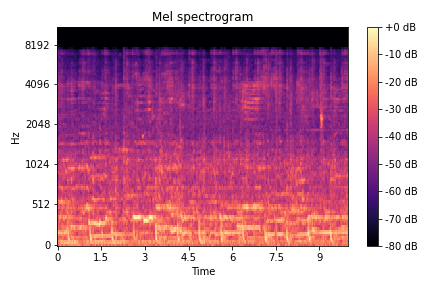 Mel spectrogram
+0 dB
8192
-10 dB
4096
-20 dB
-30 dB
2048
Hz
-40 dB
1024
-50 dB
512
-60 dB
-70 dB
0
-80 dB
0 1.5 3 4.5 6 7.5 9
Time